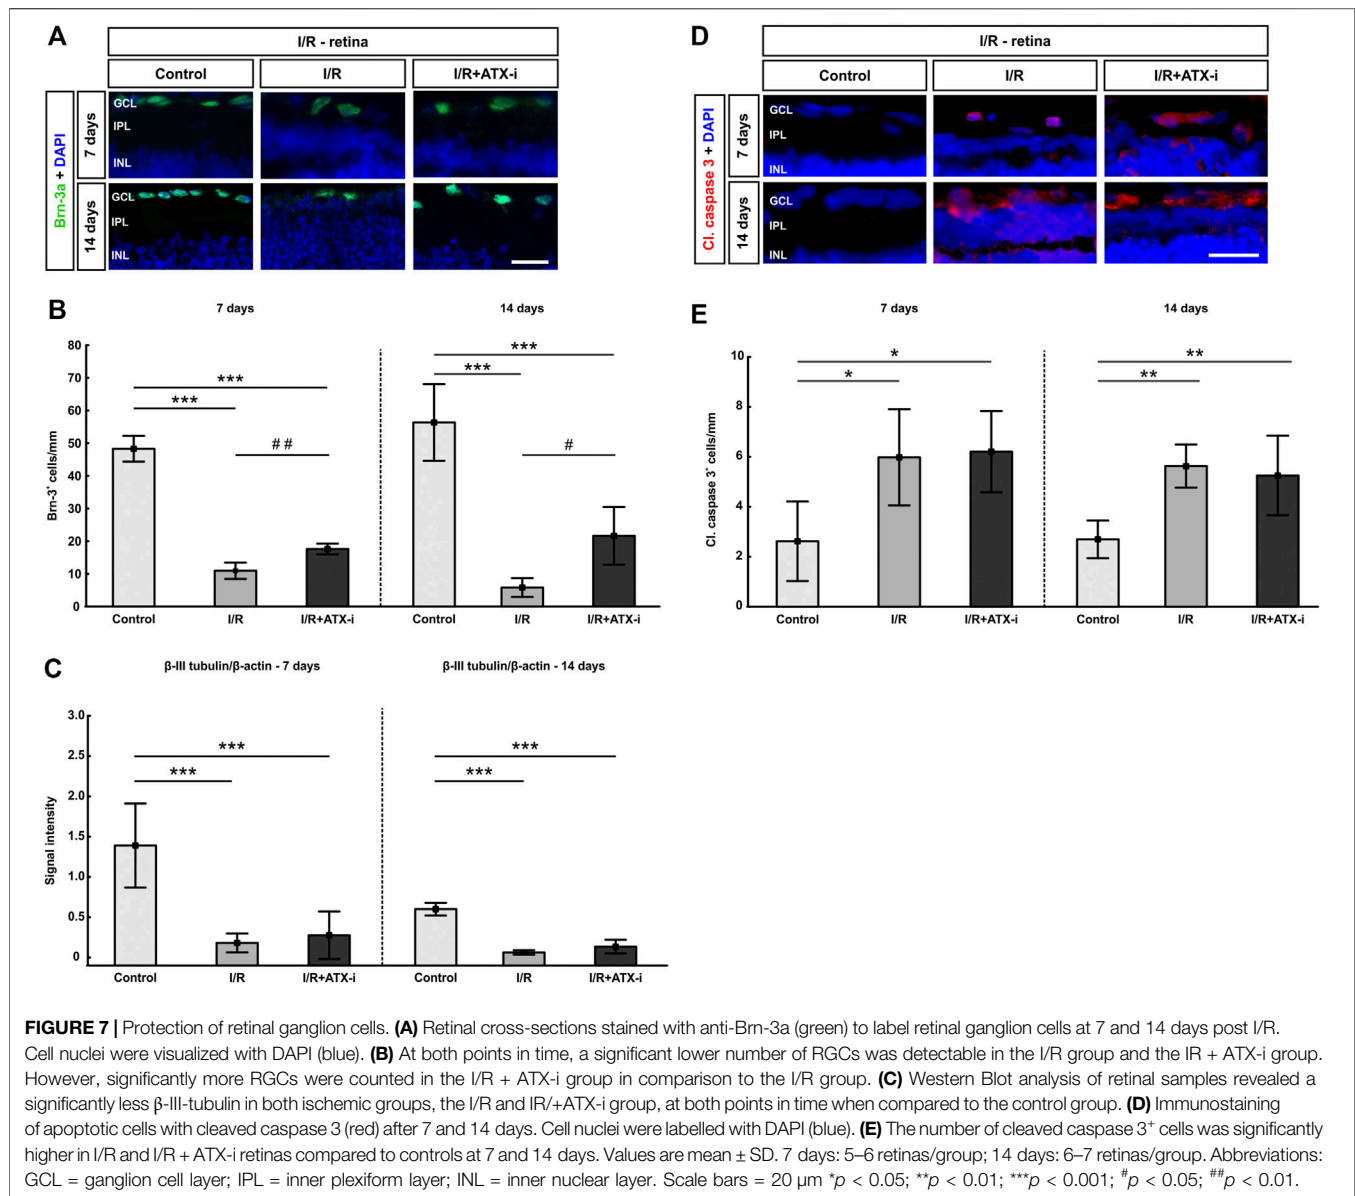 A
I/R - retina
Control
I/R
I/R+ATX-i
Brn-3a + DAPI
7 days
GCL
IPL
INL
14 days
GCL
IPL
INL
D
I/R - retina
Control
I/R
I/R+ATX-i
Cl. caspase 3 + DAPI
7 days
GCL
IPL
INL
14 days
GCL
IPL
INL
B
7 days
14 days
Brn-3⁺ cells/mm
80
70
60
50
40
30
20
10
0
***
***
# #
***
***
#
Control
I/R
I/R+ATX-i
Control
I/R
I/R+ATX-i
E
7 days
14 days
Cl. caspase 3⁺ cells/mm
10
8
6
4
2
0
*
*
**
**
Control
I/R
I/R+ATX-i
Control
I/R
I/R+ATX-i
C
β-III tubulin/β-actin - 7 days
β-III tubulin/β-actin - 14 days
Signal intensity
3.0
2.5
2.0
1.5
1.0
0.5
0
***
***
***
***
Control
I/R
I/R+ATX-i
Control
I/R
I/R+ATX-i
FIGURE 7 | Protection of retinal ganglion cells. (A) Retinal cross-sections stained with anti-Brn-3a (green) to label retinal ganglion cells at 7 and 14 days post I/R.
Cell nuclei were visualized with DAPI (blue). (B) At both points in time, a significant lower number of RGCs was detectable in the I/R group and the IR + ATX-i group.
However, significantly more RGCs were counted in the I/R + ATX-i group in comparison to the I/R group. (C) Western Blot analysis of retinal samples revealed a
significantly less β-III-tubulin in both ischemic groups, the I/R and IR/+ATX-i group, at both points in time when compared to the control group. (D) Immunostaining
of apoptotic cells with cleaved caspase 3 (red) after 7 and 14 days. Cell nuclei were labelled with DAPI (blue). (E) The number of cleaved caspase 3⁺ cells was significantly
higher in I/R and I/R + ATX-i retinas compared to controls at 7 and 14 days. Values are mean ± SD. 7 days: 5–6 retinas/group; 14 days: 6–7 retinas/group. Abbreviations:
GCL = ganglion cell layer; IPL = inner plexiform layer; INL = inner nuclear layer. Scale bars = 20 μm *p < 0.05; **p < 0.01; ***p < 0.001; #p < 0.05; ##p < 0.01.